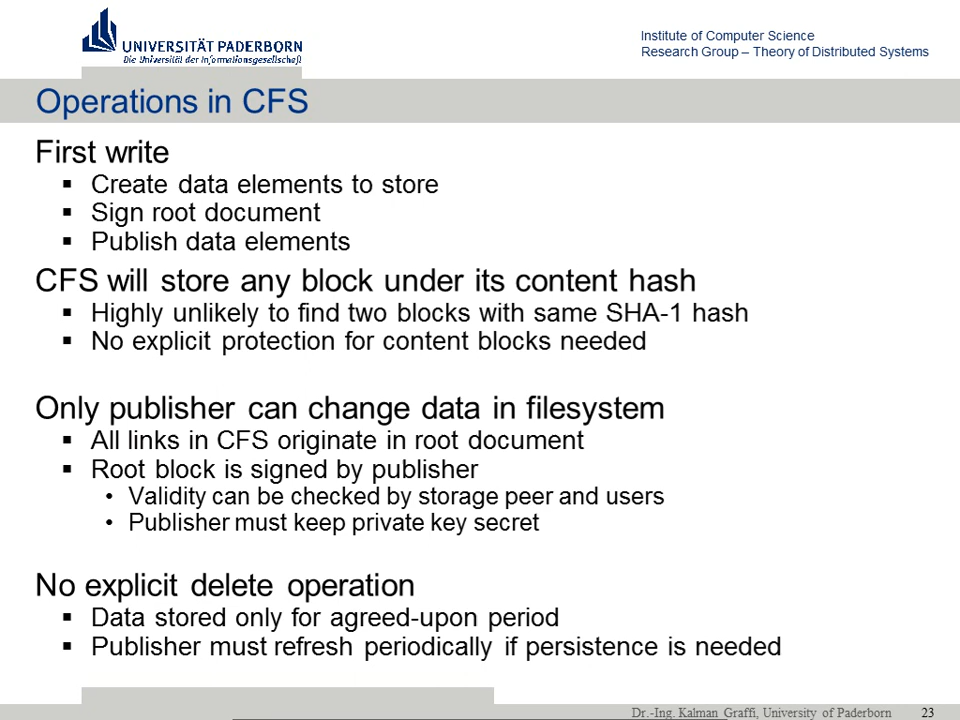 UNIVERSITÄT PADERBORN
Die Universität der Informationsgesellschaft
Institute of Computer Science
Research Group – Theory of Distributed Systems
Operations in CFS
First write
▪ Create data elements to store
▪ Sign root document
▪ Publish data elements
CFS will store any block under its content hash
▪ Highly unlikely to find two blocks with same SHA-1 hash
▪ No explicit protection for content blocks needed
Only publisher can change data in filesystem
▪ All links in CFS originate in root document
▪ Root block is signed by publisher
• Validity can be checked by storage peer and users
• Publisher must keep private key secret
No explicit delete operation
▪ Data stored only for agreed-upon period
▪ Publisher must refresh periodically if persistence is needed
Dr.-Ing. Kalman Graffi, University of Paderborn 23